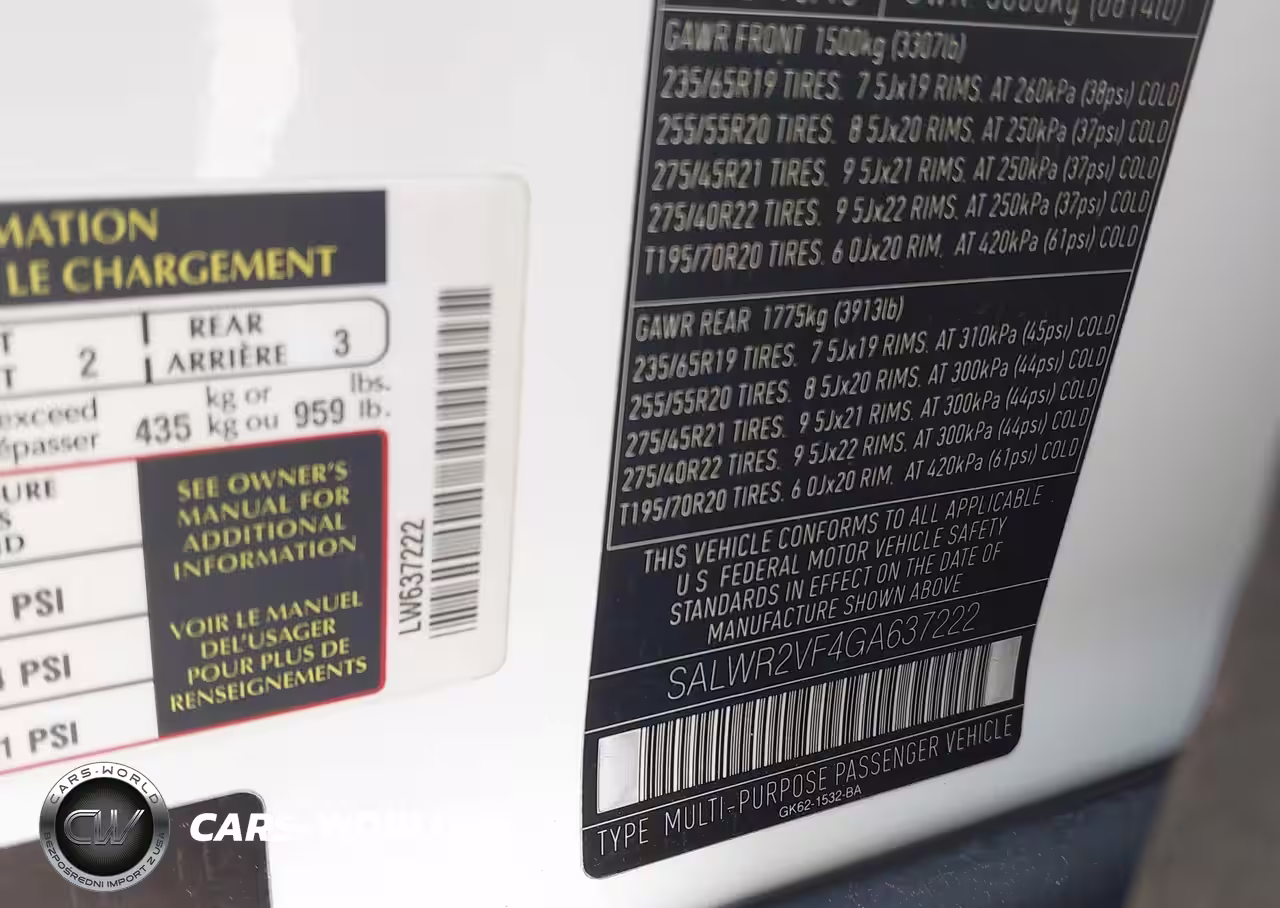 MATION
LE CHARGEMENT
2
REAR
ARRIÈRE
3
exceed
435
kg or
kg ou
959
lbs.
lb.
SEE OWNER'S
MANUAL FOR
ADDITIONAL
INFORMATION
VOIR LE MANUEL
DEL'USAGER
POUR PLUS DE
RENSEIGNEMENTS
PSI
PSI
1 PSI
LW637222
GAWR FRONT 1500kg (3307lb)
235/65R19 TIRES. 7 5Jx19 RIMS. AT 260kPa (38psi) COLD
255/55R20 TIRES. 8 5Jx20 RIMS. AT 250kPa (37psi) COLD
275/45R21 TIRES. 9 5Jx21 RIMS. AT 250kPa (37psi) COLD
275/40R22 TIRES. 9 5Jx22 RIMS. AT 250kPa (37psi) COLD
T195/70R20 TIRES. 6 0Jx20 RIM. AT 420kPa (61psi) COLD
GAWR REAR 1775kg (3913lb)
235/65R19 TIRES. 7 5Jx19 RIMS. AT 310kPa (45psi) COLD
255/55R20 TIRES. 8 5Jx20 RIMS. AT 300kPa (44psi) COLD
275/45R21 TIRES. 9 5Jx21 RIMS. AT 300kPa (44psi) COLD
275/40R22 TIRES. 9 5Jx22 RIMS. AT 300kPa (44psi) COLD
T195/70R20 TIRES. 6 0Jx20 RIM. AT 420kPa (61psi) COLD
THIS VEHICLE CONFORMS TO ALL APPLICABLE
U S FEDERAL MOTOR VEHICLE SAFETY
STANDARDS IN EFFECT ON THE DATE OF
MANUFACTURE SHOWN ABOVE
SALWR2VF4GA637222
TYPE MULTI-PURPOSE PASSENGER VEHICLE
GK62-1532-BA
CARS-WORLD
CW
BEZPOŚREDNI IMPORT Z USA
CARS-WORLD